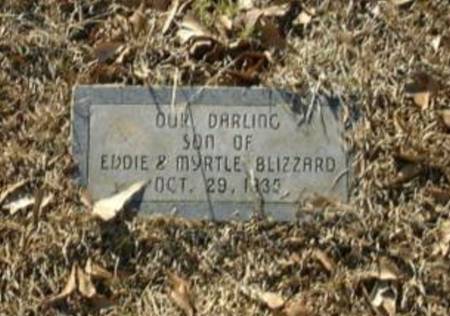 OUR DARLING
SON OF
EDDIE & MYRTLE BLIZZARD
OCT. 29, 1935